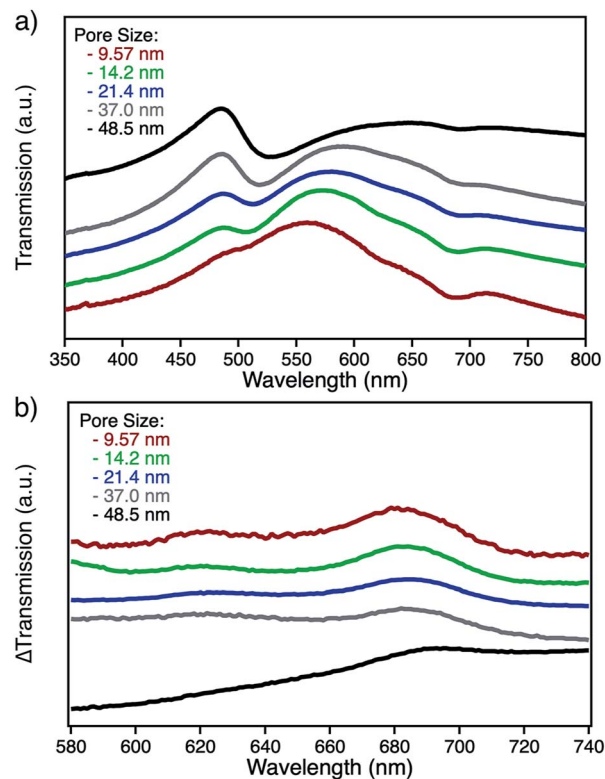 a)
Pore Size:
- 9.57 nm
- 14.2 nm
- 21.4 nm
- 37.0 nm
- 48.5 nm
Transmission (a.u.)
350 400 450 500 550 600 650 700 750 800
Wavelength (nm)
b)
Pore Size:
- 9.57 nm
- 14.2 nm
- 21.4 nm
- 37.0 nm
- 48.5 nm
ΔTransmission (a.u.)
580 600 620 640 660 680 700 720 740
Wavelength (nm)